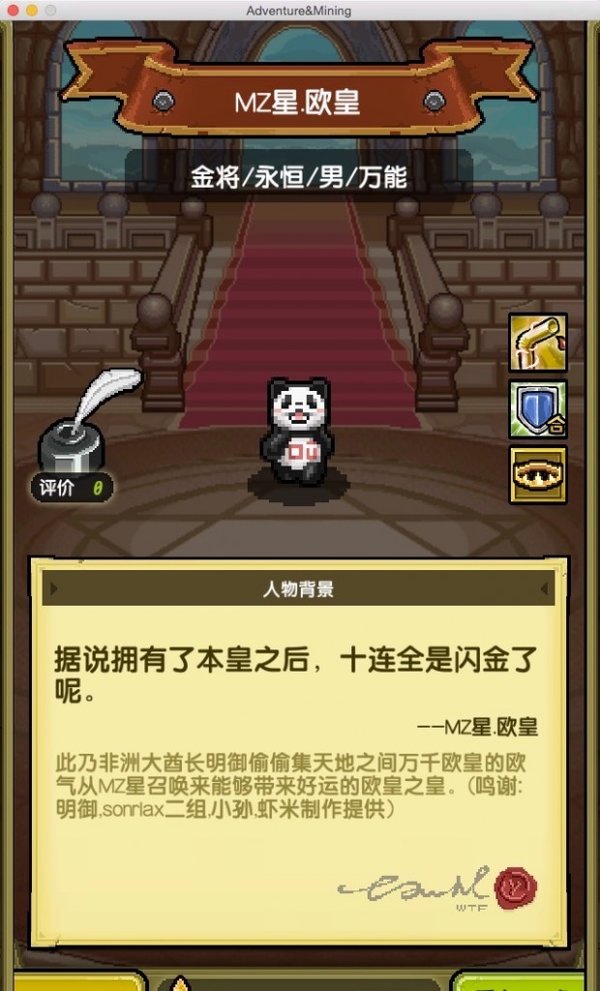 Adventure&Mining
MZ星.欧皇
金将/永恒/男/万能
评价 0
人物背景
据说拥有了本皇之后，十连全是闪金了
呢。
--MZ星.欧皇
此乃非洲大酋长明御偷偷集天地之间万千欧皇的欧
气从MZ星召唤来能够带来好运的欧皇之皇。(鸣谢:
明御,sonriax二组,小孙,虾米制作提供)
WTF